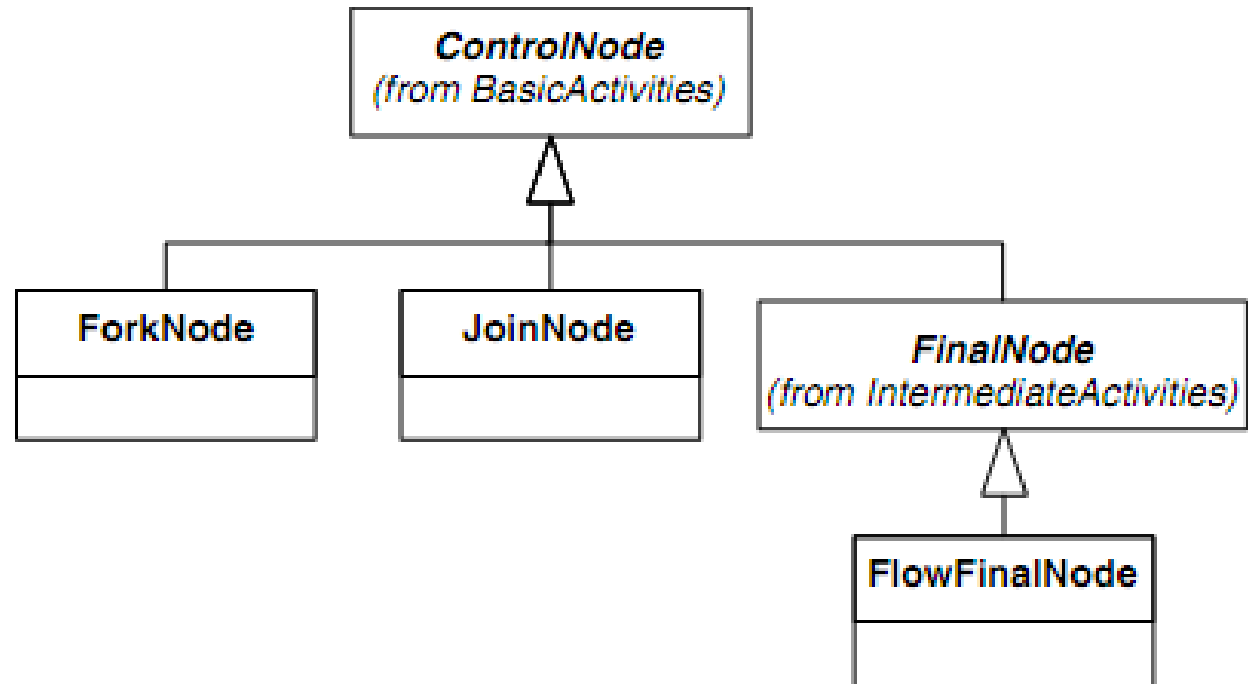 ControlNode
(from BasicActivities)
ForkNode
JoinNode
FinalNode
(from IntermediateActivities)
FlowFinalNode